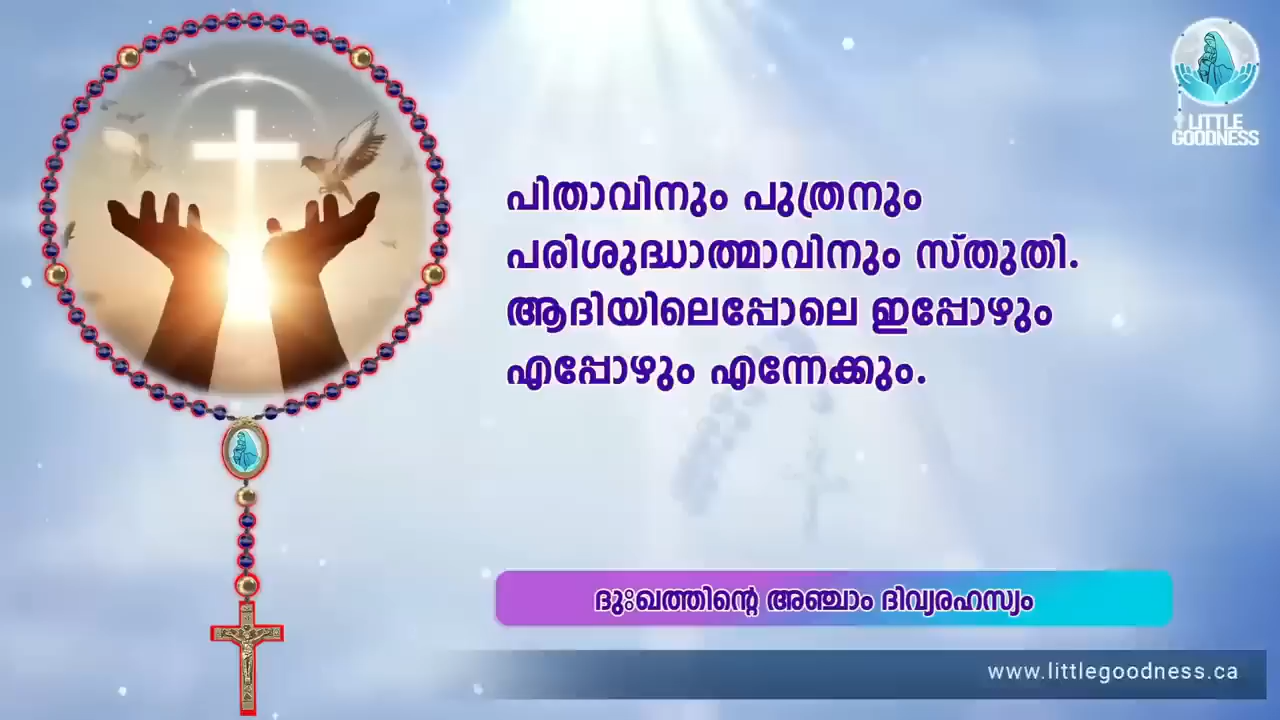 LITTLE
GOODNESS
പിതാവിനും പുത്രനും
പരിശുദ്ധാത്മാവിനും സ്തുതി.
ആദിയിലെപ്പോലെ ഇപ്പോഴും
എപ്പോഴും എന്നേക്കും.
ദുഃഖത്തിന്റെ അഞ്ചാം ദിവ്യരഹസ്യം
www.littlegoodness.ca